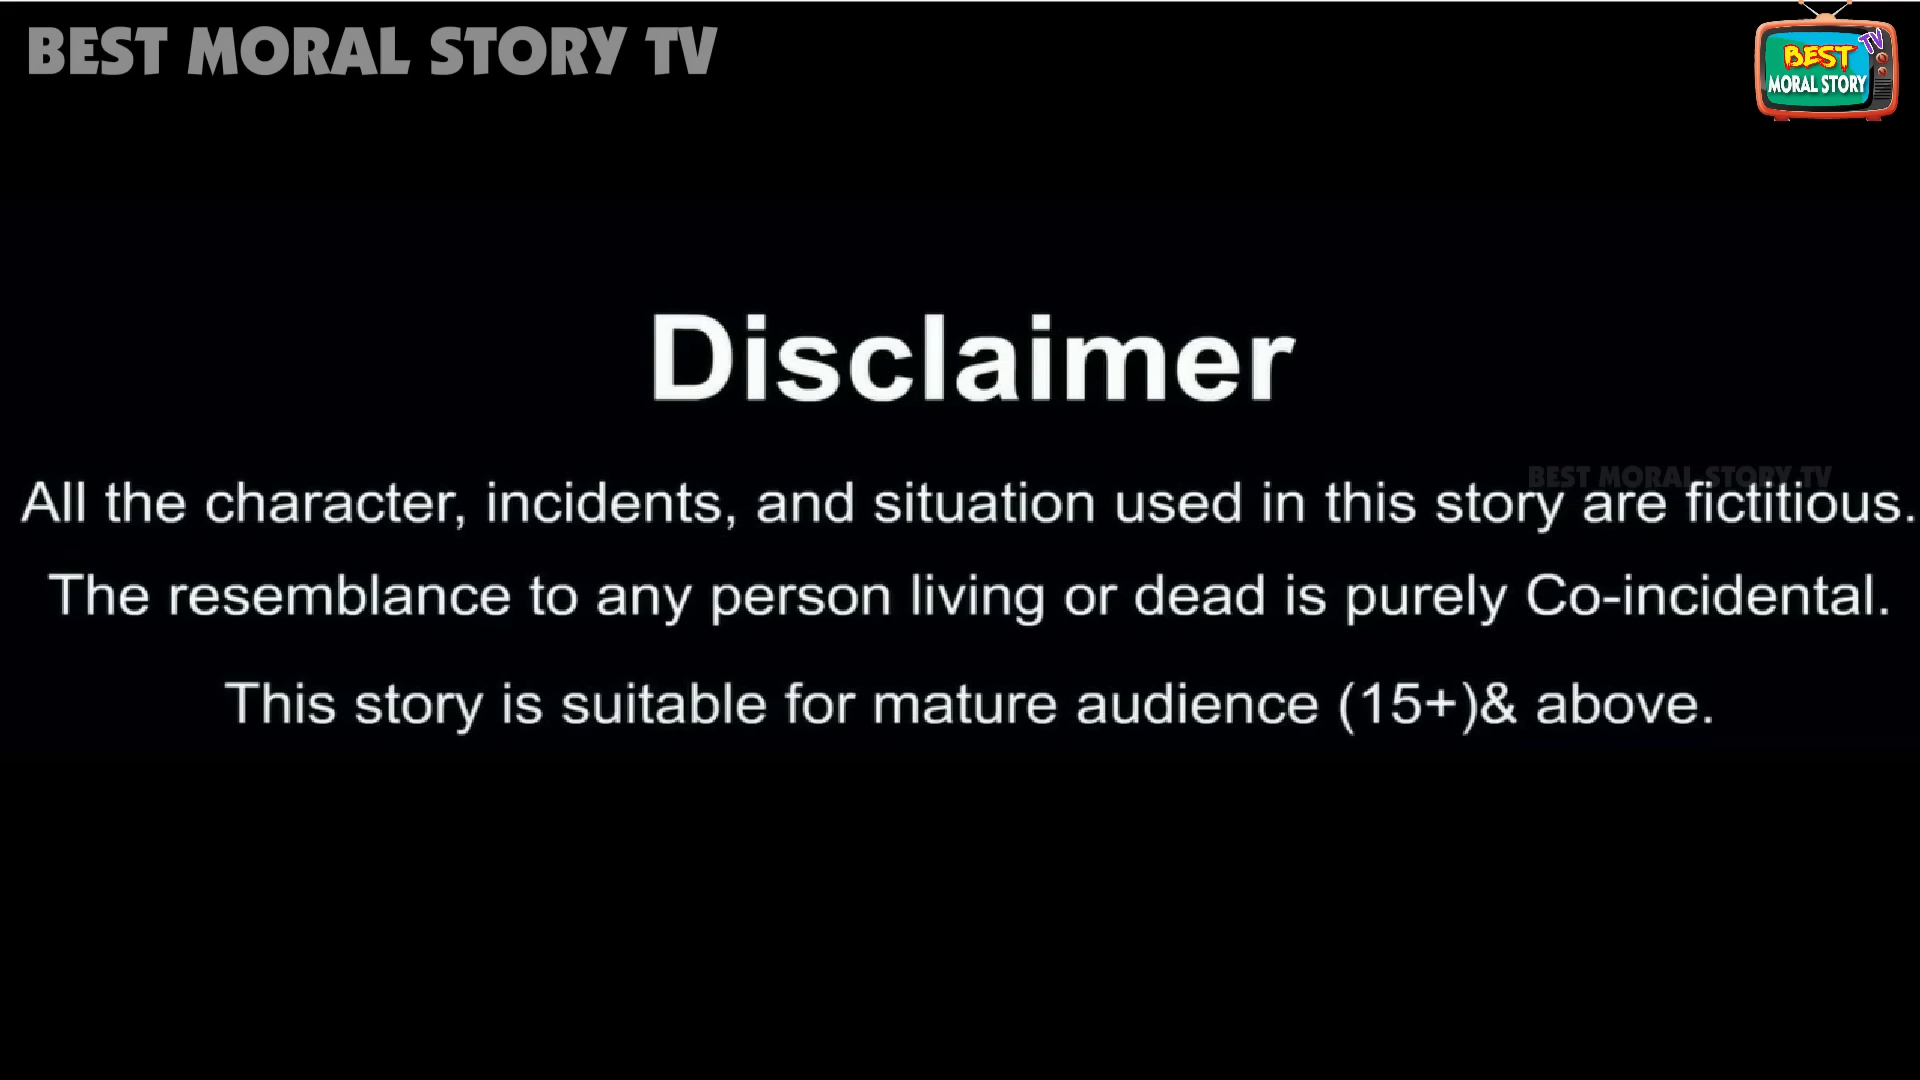 BEST MORAL STORY TV
BEST TV
MORAL STORY
Disclaimer
BEST MORAL STORY TV
All the character, incidents, and situation used in this story are fictitious.
The resemblance to any person living or dead is purely Co-incidental.
This story is suitable for mature audience (15+)& above.